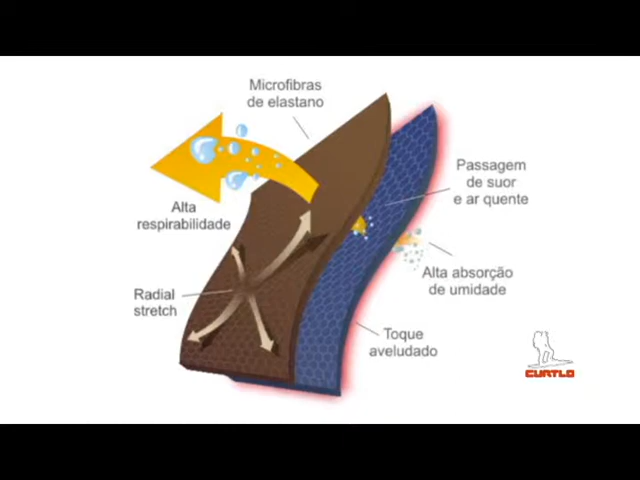 Microfibras
de elastano
Passagem
de suor
e ar quente
Alta
respirabilidade
Alta absorção
de umidade
Radial
stretch
Toque
aveludado
CURTLO